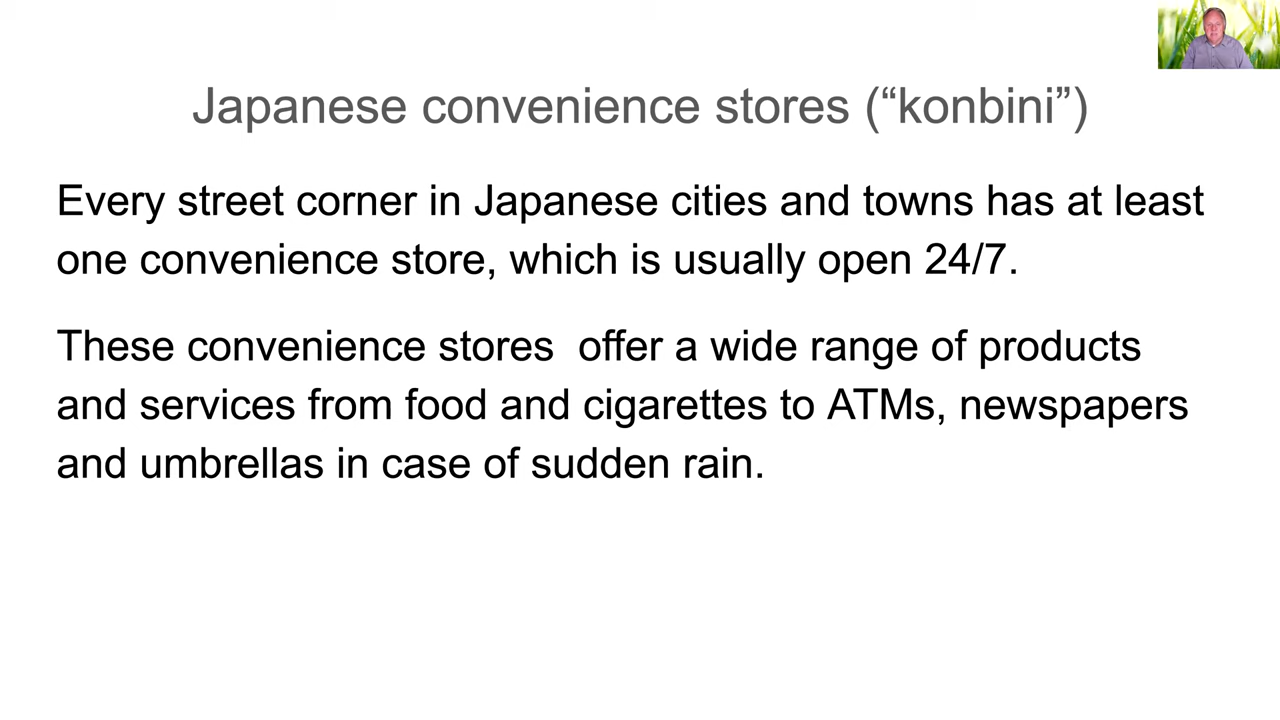 Japanese convenience stores (“konbini”)
Every street corner in Japanese cities and towns has at least
one convenience store, which is usually open 24/7.
These convenience stores  offer a wide range of products
and services from food and cigarettes to ATMs, newspapers
and umbrellas in case of sudden rain.